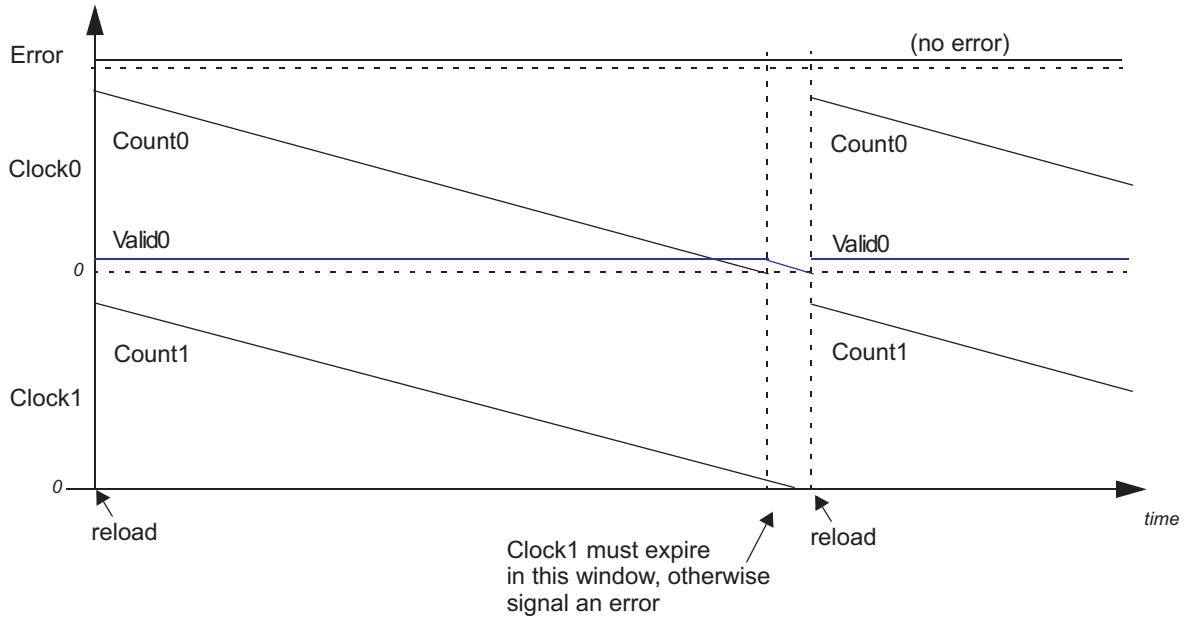 Error
(no error)
Count0
Count0
Clock0
Valid0
Valid0
0
Count1
Count1
Clock1
0
reload
reload
time
Clock1 must expire
in this window, otherwise
signal an error